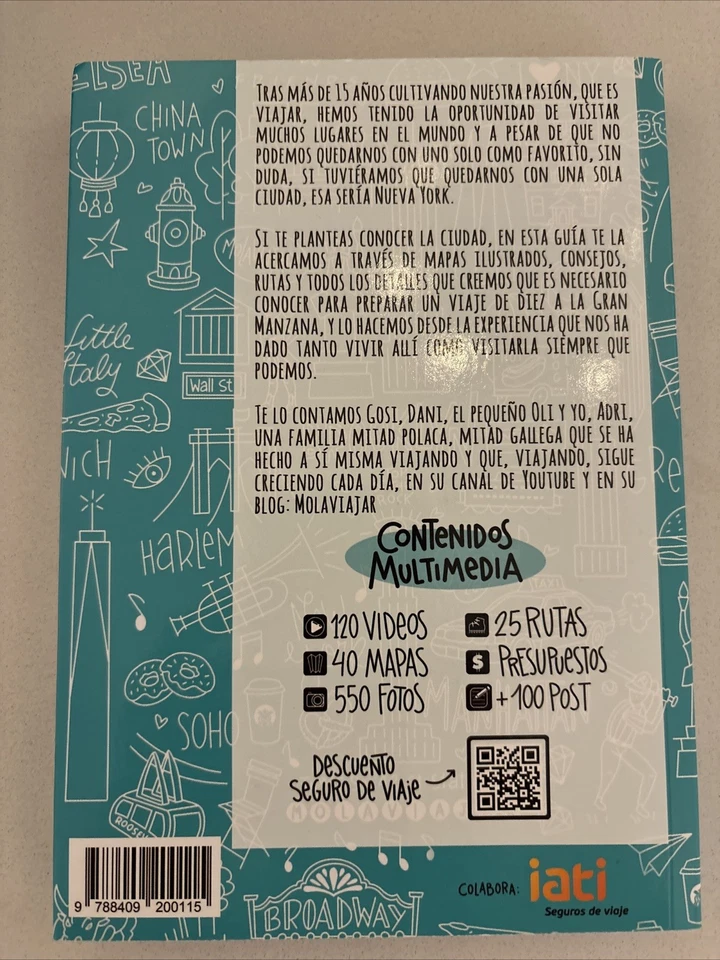 ELSEA
NY
CHINA
TOWN
TRAS MÁS DE 15 AÑOS CULTIVANDO NUESTRA PASIÓN, QUE ES
VIAJAR, HEMOS TENIDO LA OPORTUNIDAD DE VISITAR
MUCHOS LUGARES EN EL MUNDO Y A PESAR DE QUE NO
PODEMOS QUEDARNOS CON UNO SOLO COMO FAVORITO, SIN
DUDA, SI TUVIÉRAMOS QUE QUEDARNOS CON UNA SOLA
CIUDAD, ESA SERÍA NUEVA YORK.
SI TE PLANTEAS CONOCER LA CIUDAD, EN ESTA GUÍA TE LA
ACERCAMOS A TRAVÉS DE MAPAS ILUSTRADOS, CONSEJOS,
RUTAS Y TODOS LOS DETALLES QUE CREEMOS QUE ES NECESARIO
CONOCER PARA PREPARAR UN VIAJE DE DIEZ A LA GRAN
MANZANA, Y LO HACEMOS DESDE LA EXPERIENCIA QUE NOS HA
DADO TANTO VIVIR ALLÍ COMO VISITARLA SIEMPRE QUE
PODEMOS.
Little
Italy
Wall St
TE LO CONTAMOS GOSI, DANI, EL PEQUEÑO OLI Y YO, ADRI,
UNA FAMILIA MITAD POLACA, MITAD GALLEGA QUE SE HA
HECHO A SÍ MISMA VIAJANDO Y QUE, VIAJANDO, SIGUE
CRECIENDO CADA DÍA, EN SU CANAL DE YOUTUBE Y EN SU
BLOG: MOLAVIAJAR
HARLEM
SOHO
CONTENIDOS
MULTIMEDIA
120 VIDEOS
25 RUTAS
40 MAPAS
$ PRESUPUESTOS
550 FOTOS
+100 POST
TAXI
DESCUENTO
SEGURO DE VIAJE
MOLAVIA
ROOSEV
9 788409 200115
BROADWAY
COLABORA:
iati
Seguros de viaje